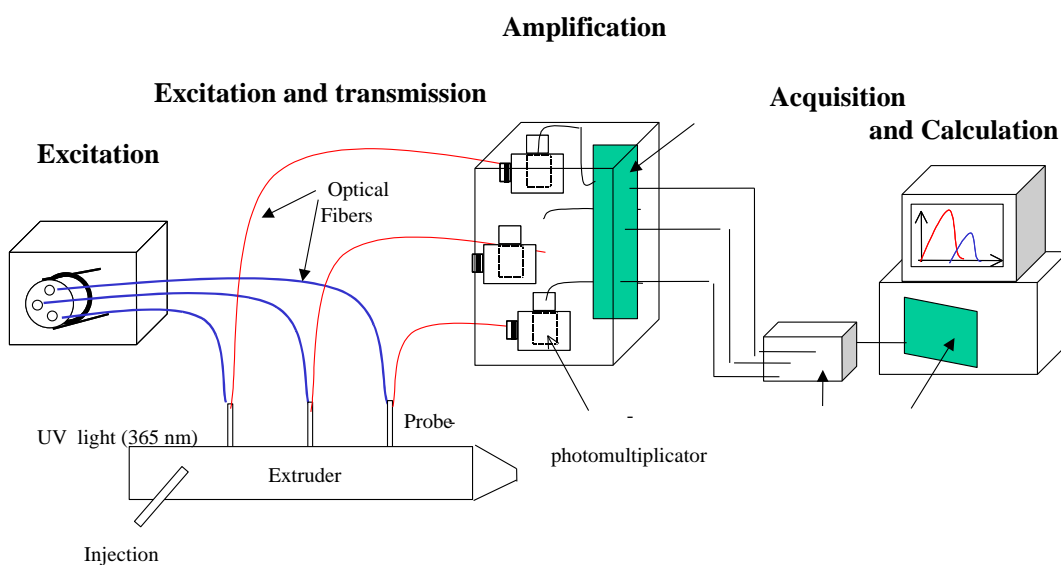 Amplification
Excitation and transmission
Acquisition
and Calculation
Excitation
Optical
Fibers
Probe-
UV light (365 nm)
-
photomultiplicator
Extruder
Injection